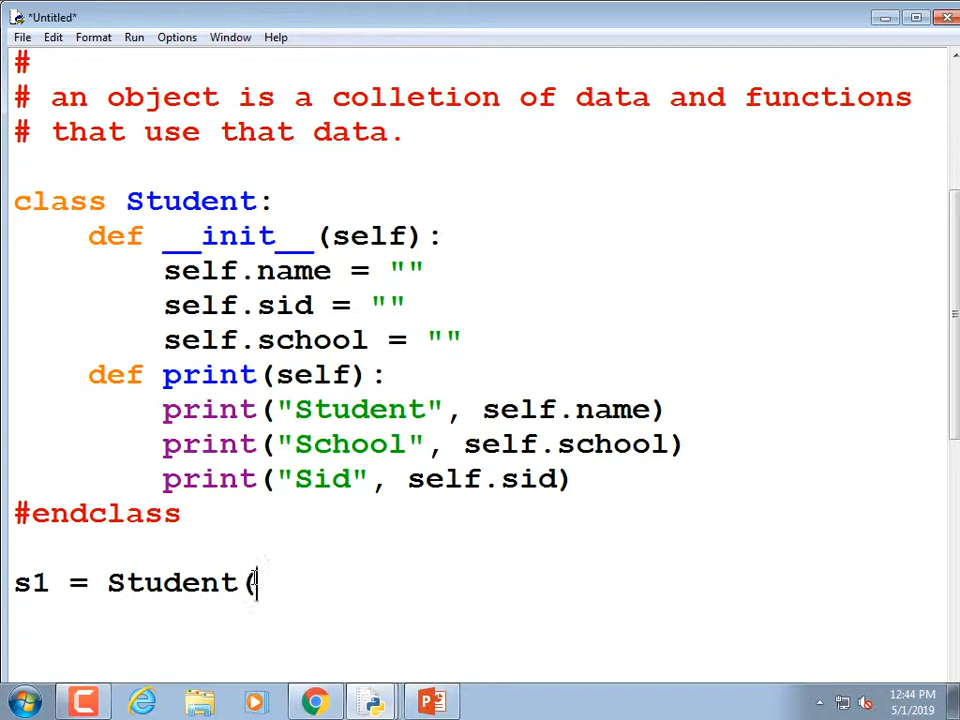 *Untitled*
File Edit Format Run Options Window Help
#
# an object is a colletion of data and functions
# that use that data.
class Student:
def __init__(self):
self.name = ""
self.sid = ""
self.school = ""
def print(self):
print("Student", self.name)
print("School", self.school)
print("Sid", self.sid)
#endclass
s1 = Student(
12:44 PM
5/1/2019